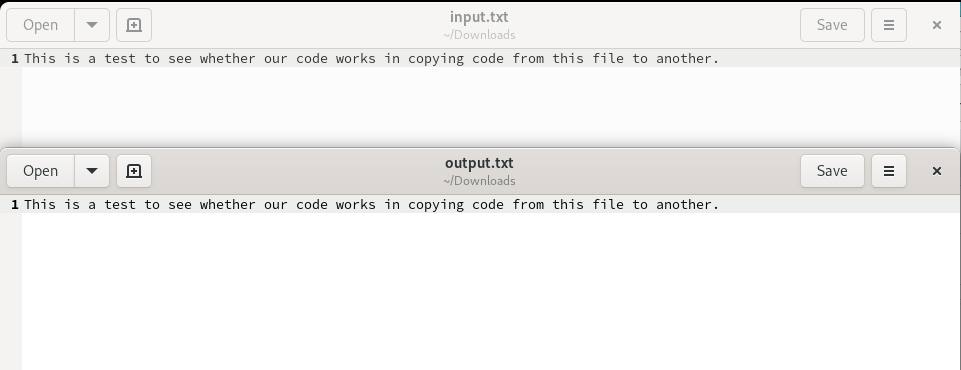 Open
input.txt
~/Downloads
Save
1 This is a test to see whether our code works in copying code from this file to another.
Open
output.txt
~/Downloads
Save
1 This is a test to see whether our code works in copying code from this file to another.